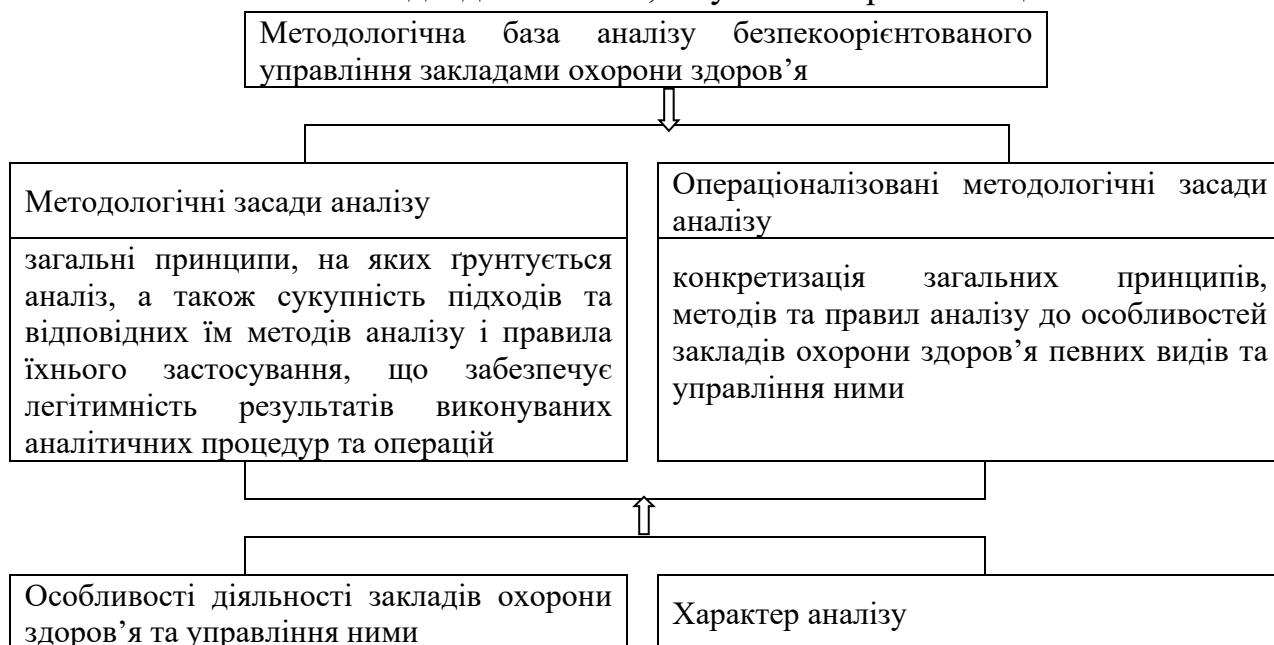 Методологічна база аналізу безпекоорієнтованого
управління закладами охорони здоров’я
Методологічні засади аналізу
загальні принципи, на яких ґрунтується
аналіз, а також сукупність підходів та
відповідних їм методів аналізу і правила
їхнього застосування, що забезпечує
легітимність результатів виконуваних
аналітичних процедур та операцій
Операціоналізовані методологічні засади
аналізу
конкретизація загальних принципів,
методів та правил аналізу до особливостей
закладів охорони здоров’я певних видів та
управління ними
Особливості діяльності закладів охорони
здоров’я та управління ними
Характер аналізу